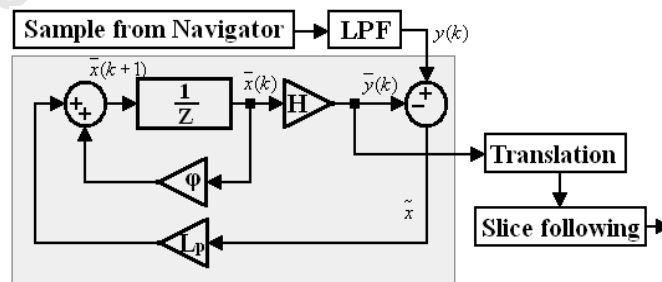 Sample from Navigator
LPF
y(k)
x̄(k+1)
x̄(k)
ȳ(k)
+
+
1
Z
H
+
−
φ
Translation
x̃
Lp
Slice following